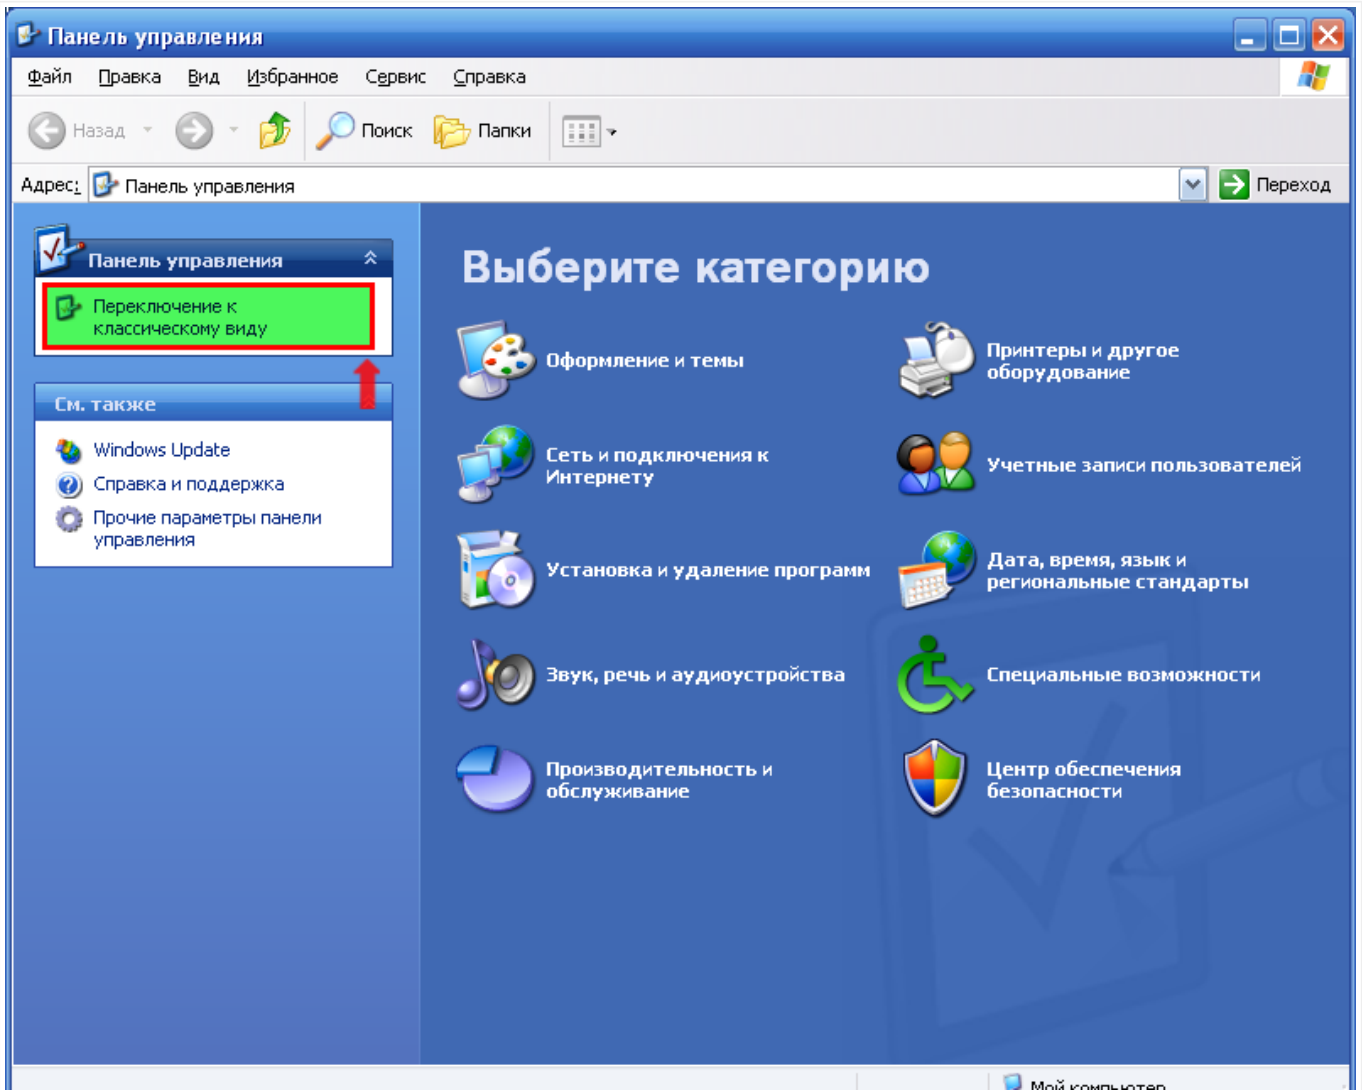 Панель управления
Файл Правка Вид Избранное Сервис Справка
Назад Поиск Папки
Адрес: Панель управления Переход
Панель управления
Переключение к
классическому виду
См. также
Windows Update
Справка и поддержка
Прочие параметры панели
управления
Выберите категорию
Оформление и темы
Принтеры и другое
оборудование
Сеть и подключения к
Интернету
Учетные записи пользователей
Установка и удаление программ
Дата, время, язык и
региональные стандарты
Звук, речь и аудиоустройства
Специальные возможности
Производительность и
обслуживание
Центр обеспечения
безопасности
Мой компьютер